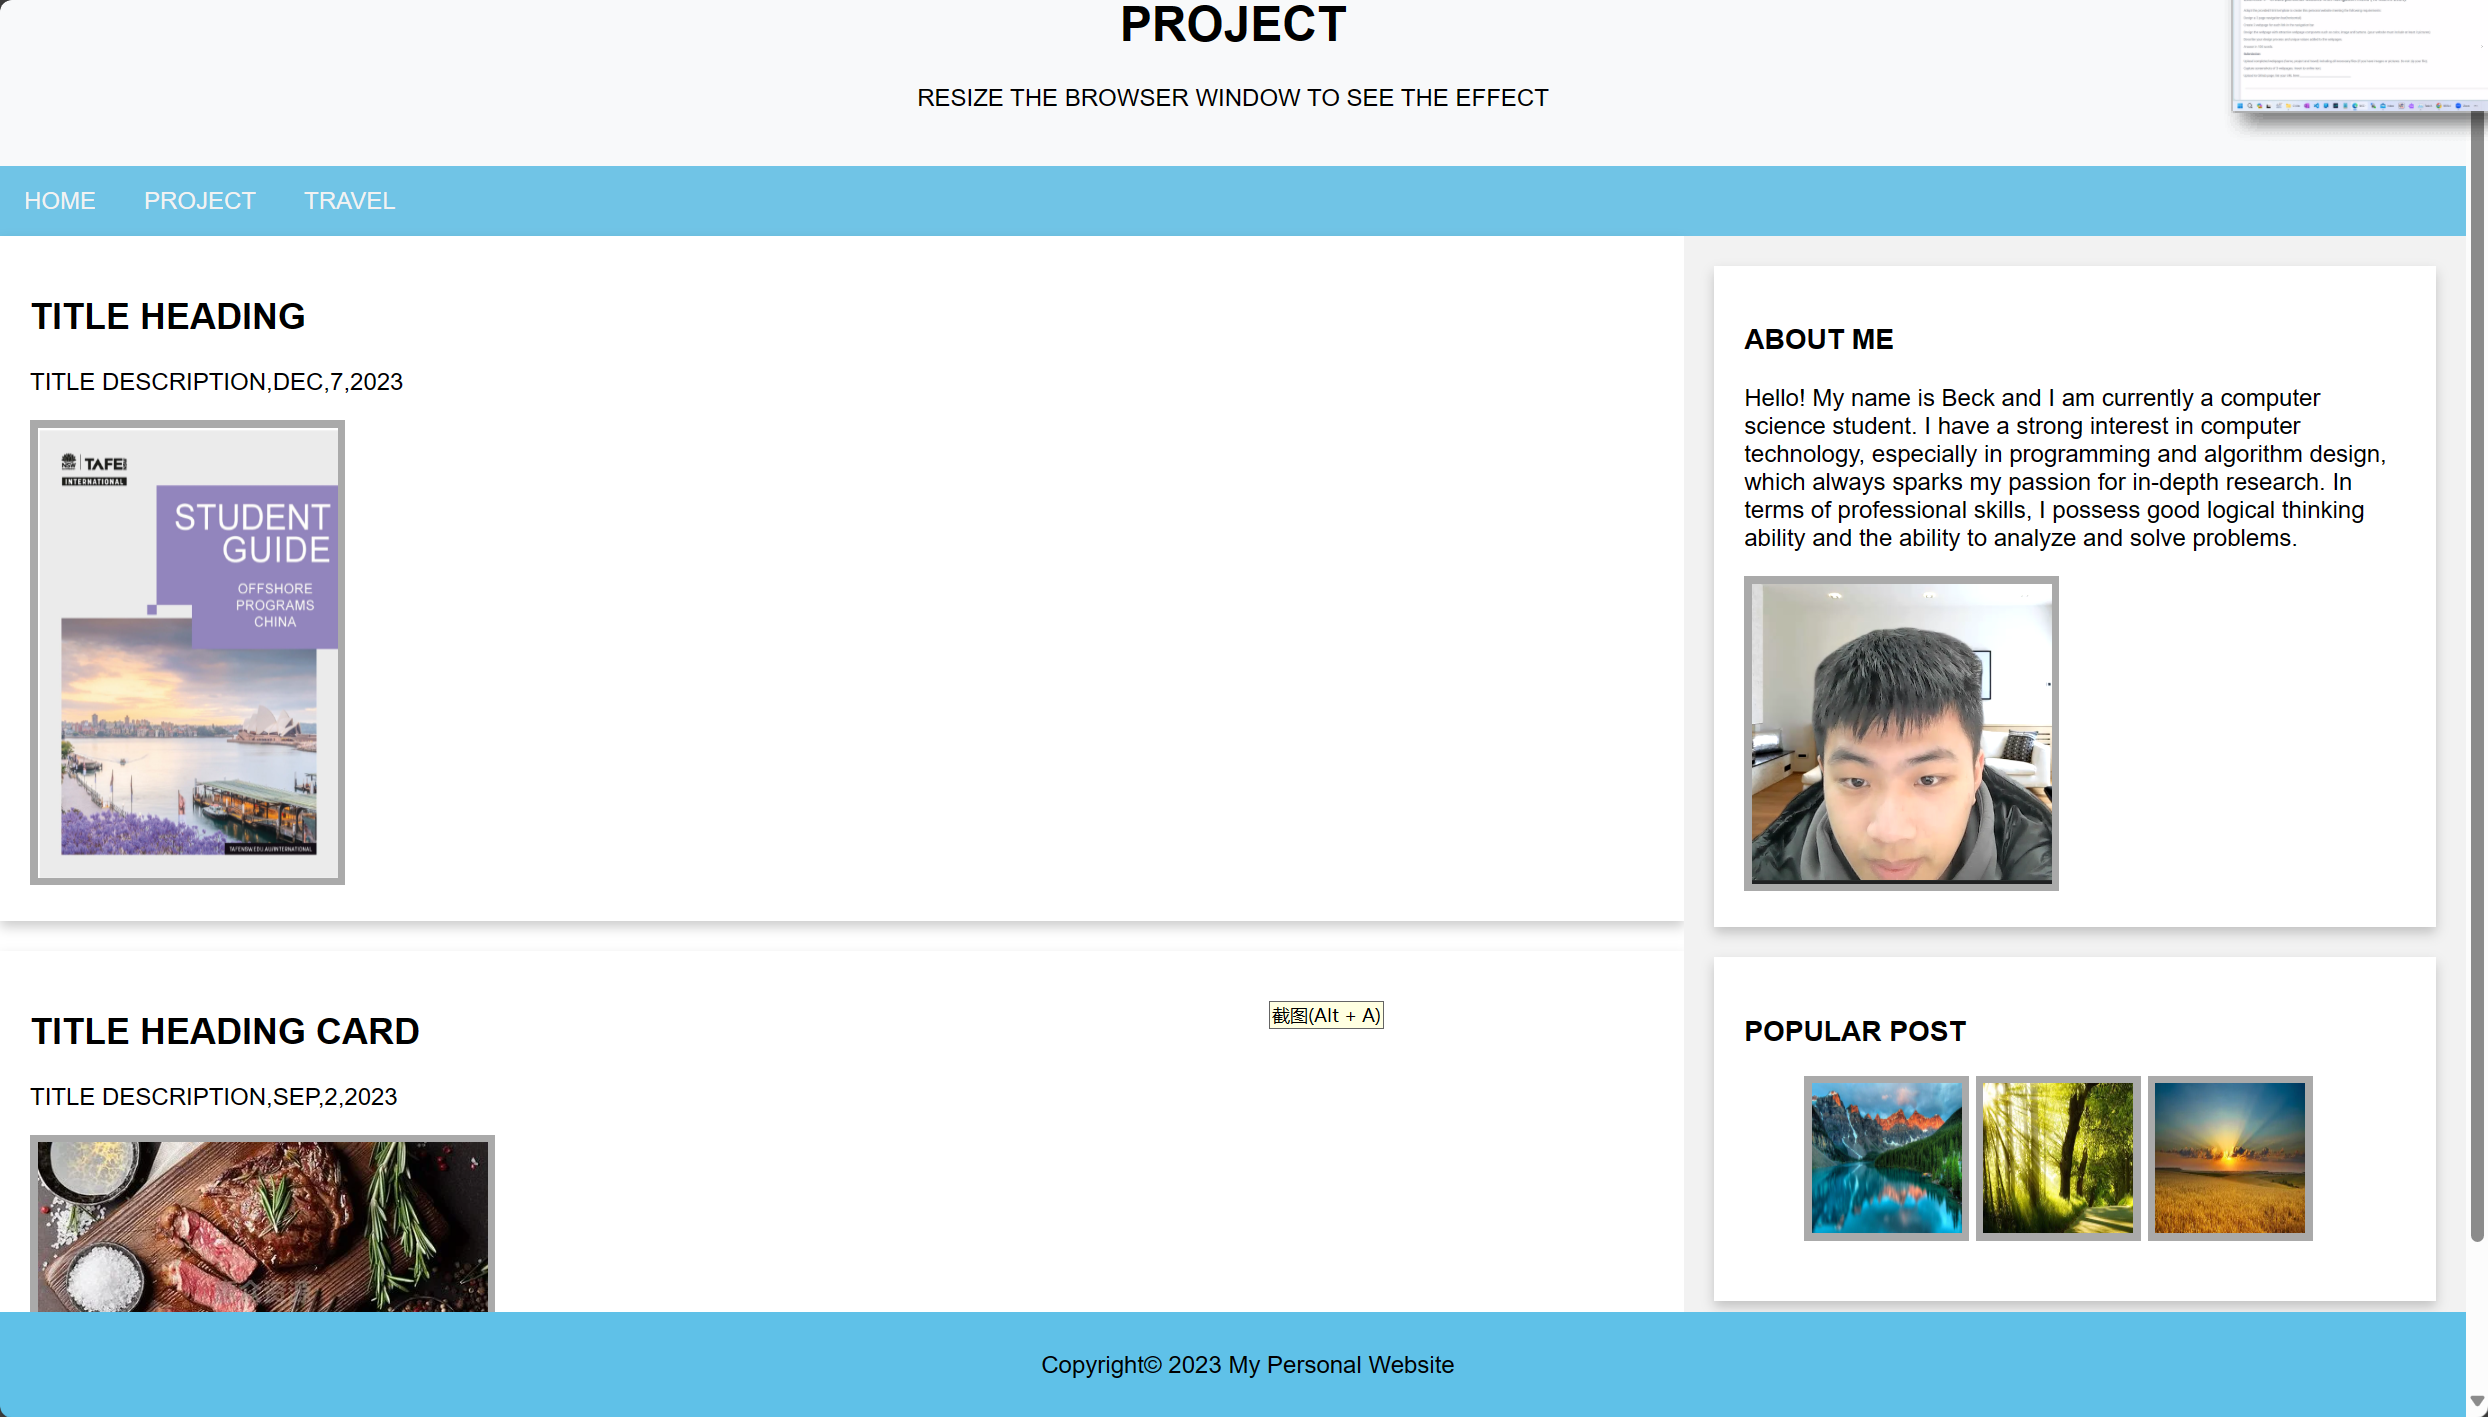 PROJECT
RESIZE THE BROWSER WINDOW TO SEE THE EFFECT
HOME PROJECT TRAVEL
TITLE HEADING
TITLE DESCRIPTION,DEC,7,2023
NSW TAFE
INTERNATIONAL
STUDENT
GUIDE
OFFSHORE
PROGRAMS
CHINA
TAFENSW.EDU.AU/INTERNATIONAL
TITLE HEADING CARD
TITLE DESCRIPTION,SEP,2,2023
截图(Alt + A)
ABOUT ME
Hello! My name is Beck and I am currently a computer
science student. I have a strong interest in computer
technology, especially in programming and algorithm design,
which always sparks my passion for in-depth research. In
terms of professional skills, I possess good logical thinking
ability and the ability to analyze and solve problems.
POPULAR POST
Copyright© 2023 My Personal Website